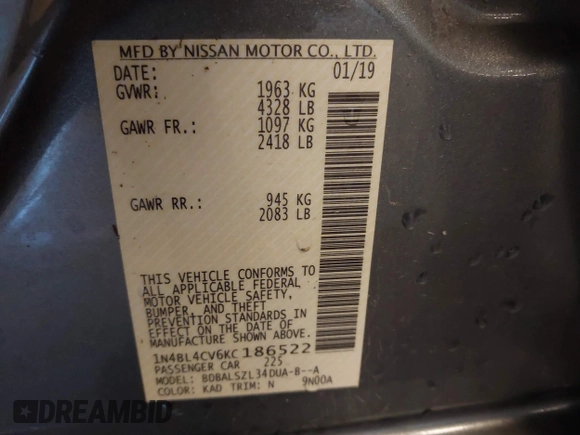 MFD BY NISSAN MOTOR CO., LTD.
DATE: 01/19
GVWR: 1963 KG
4328 LB
GAWR FR.: 1097 KG
2418 LB
GAWR RR.: 945 KG
2083 LB
THIS VEHICLE CONFORMS TO
ALL APPLICABLE FEDERAL
MOTOR VEHICLE SAFETY,
BUMPER, AND THEFT
PREVENTION STANDARDS IN
EFFECT ON THE DATE OF
MANUFACTURE SHOWN ABOVE.
1N4BL4CV6KC186522
PASSENGER CAR 225
MODEL: BDBALSZL34DUA-B--A
COLOR: KAD TRIM: N 9N00A
DREAMBID